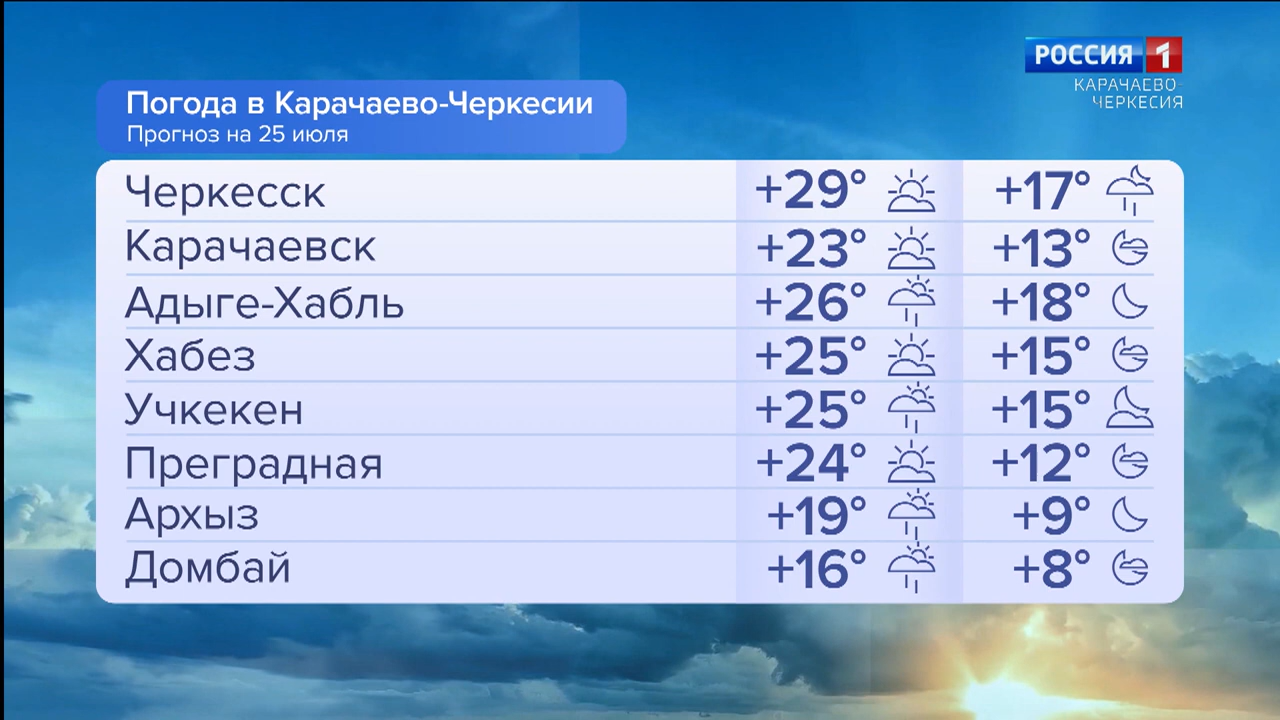 РОССИЯ 1
КАРАЧАЕВО-
ЧЕРКЕСИЯ
Погода в Карачаево-Черкесии
Прогноз на 25 июля
Черкесск +29° +17°
Карачаевск +23° +13°
Адыге-Хабль +26° +18°
Хабез +25° +15°
Учкекен +25° +15°
Преградная +24° +12°
Архыз +19° +9°
Домбай +16° +8°